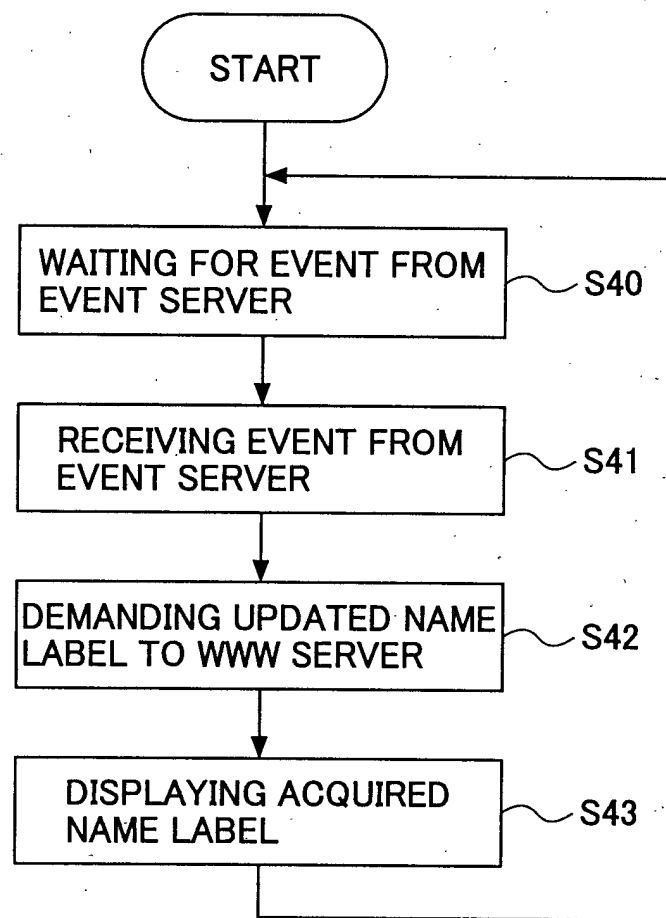 START
WAITING FOR EVENT FROM
EVENT SERVER
S40
RECEIVING EVENT FROM
EVENT SERVER
S41
DEMANDING UPDATED NAME
LABEL TO WWW SERVER
S42
DISPLAYING ACQUIRED
NAME LABEL
S43